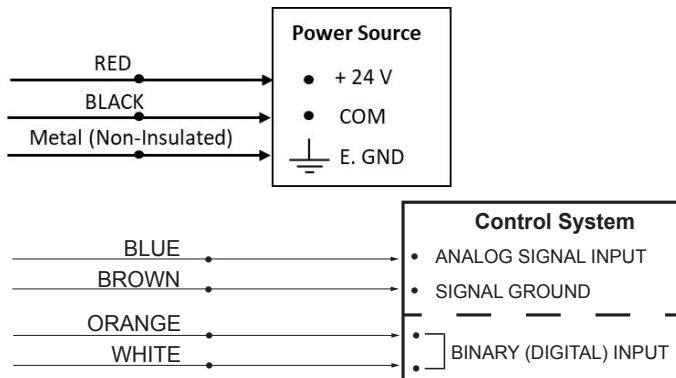 Power Source
RED
+ 24 V
BLACK
COM
Metal (Non-Insulated)
E. GND
Control System
BLUE
ANALOG SIGNAL INPUT
BROWN
SIGNAL GROUND
ORANGE
WHITE
BINARY (DIGITAL) INPUT